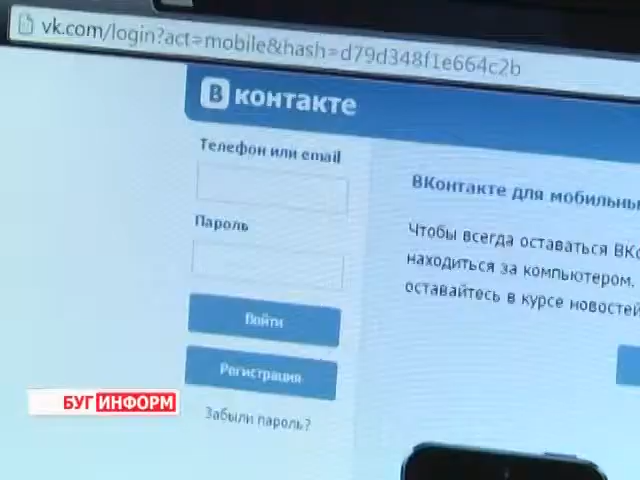 vk.com/login?act=mobile&hash=d79d348f1e664c2b
В контакте
Телефон или email
ВКонтакте для мобильны
Пароль
Чтобы всегда оставаться ВКо
находиться за компьютером.
оставайтесь в курсе новостей
Войти
Регистрация
БУГ ИНФОРМ
Забыли пароль?